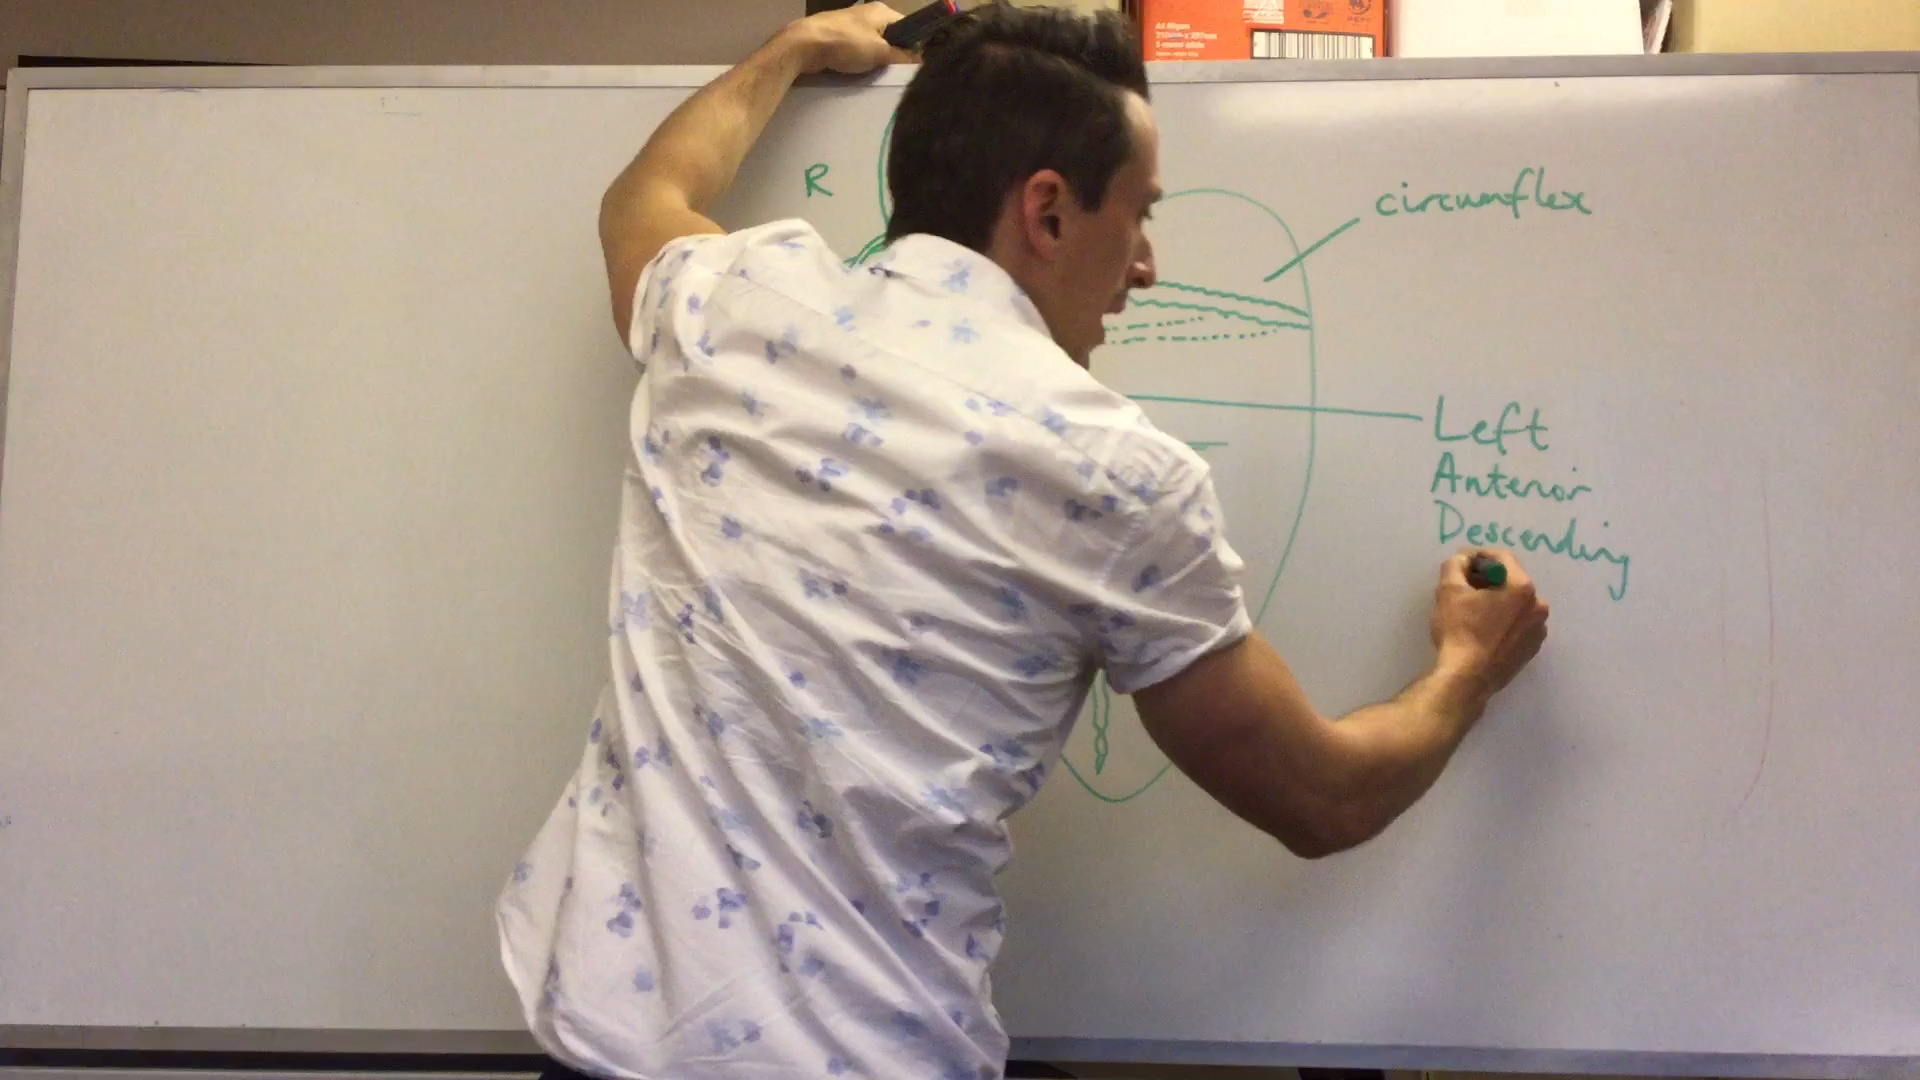 R
circumflex
Left
Anterior
Descending